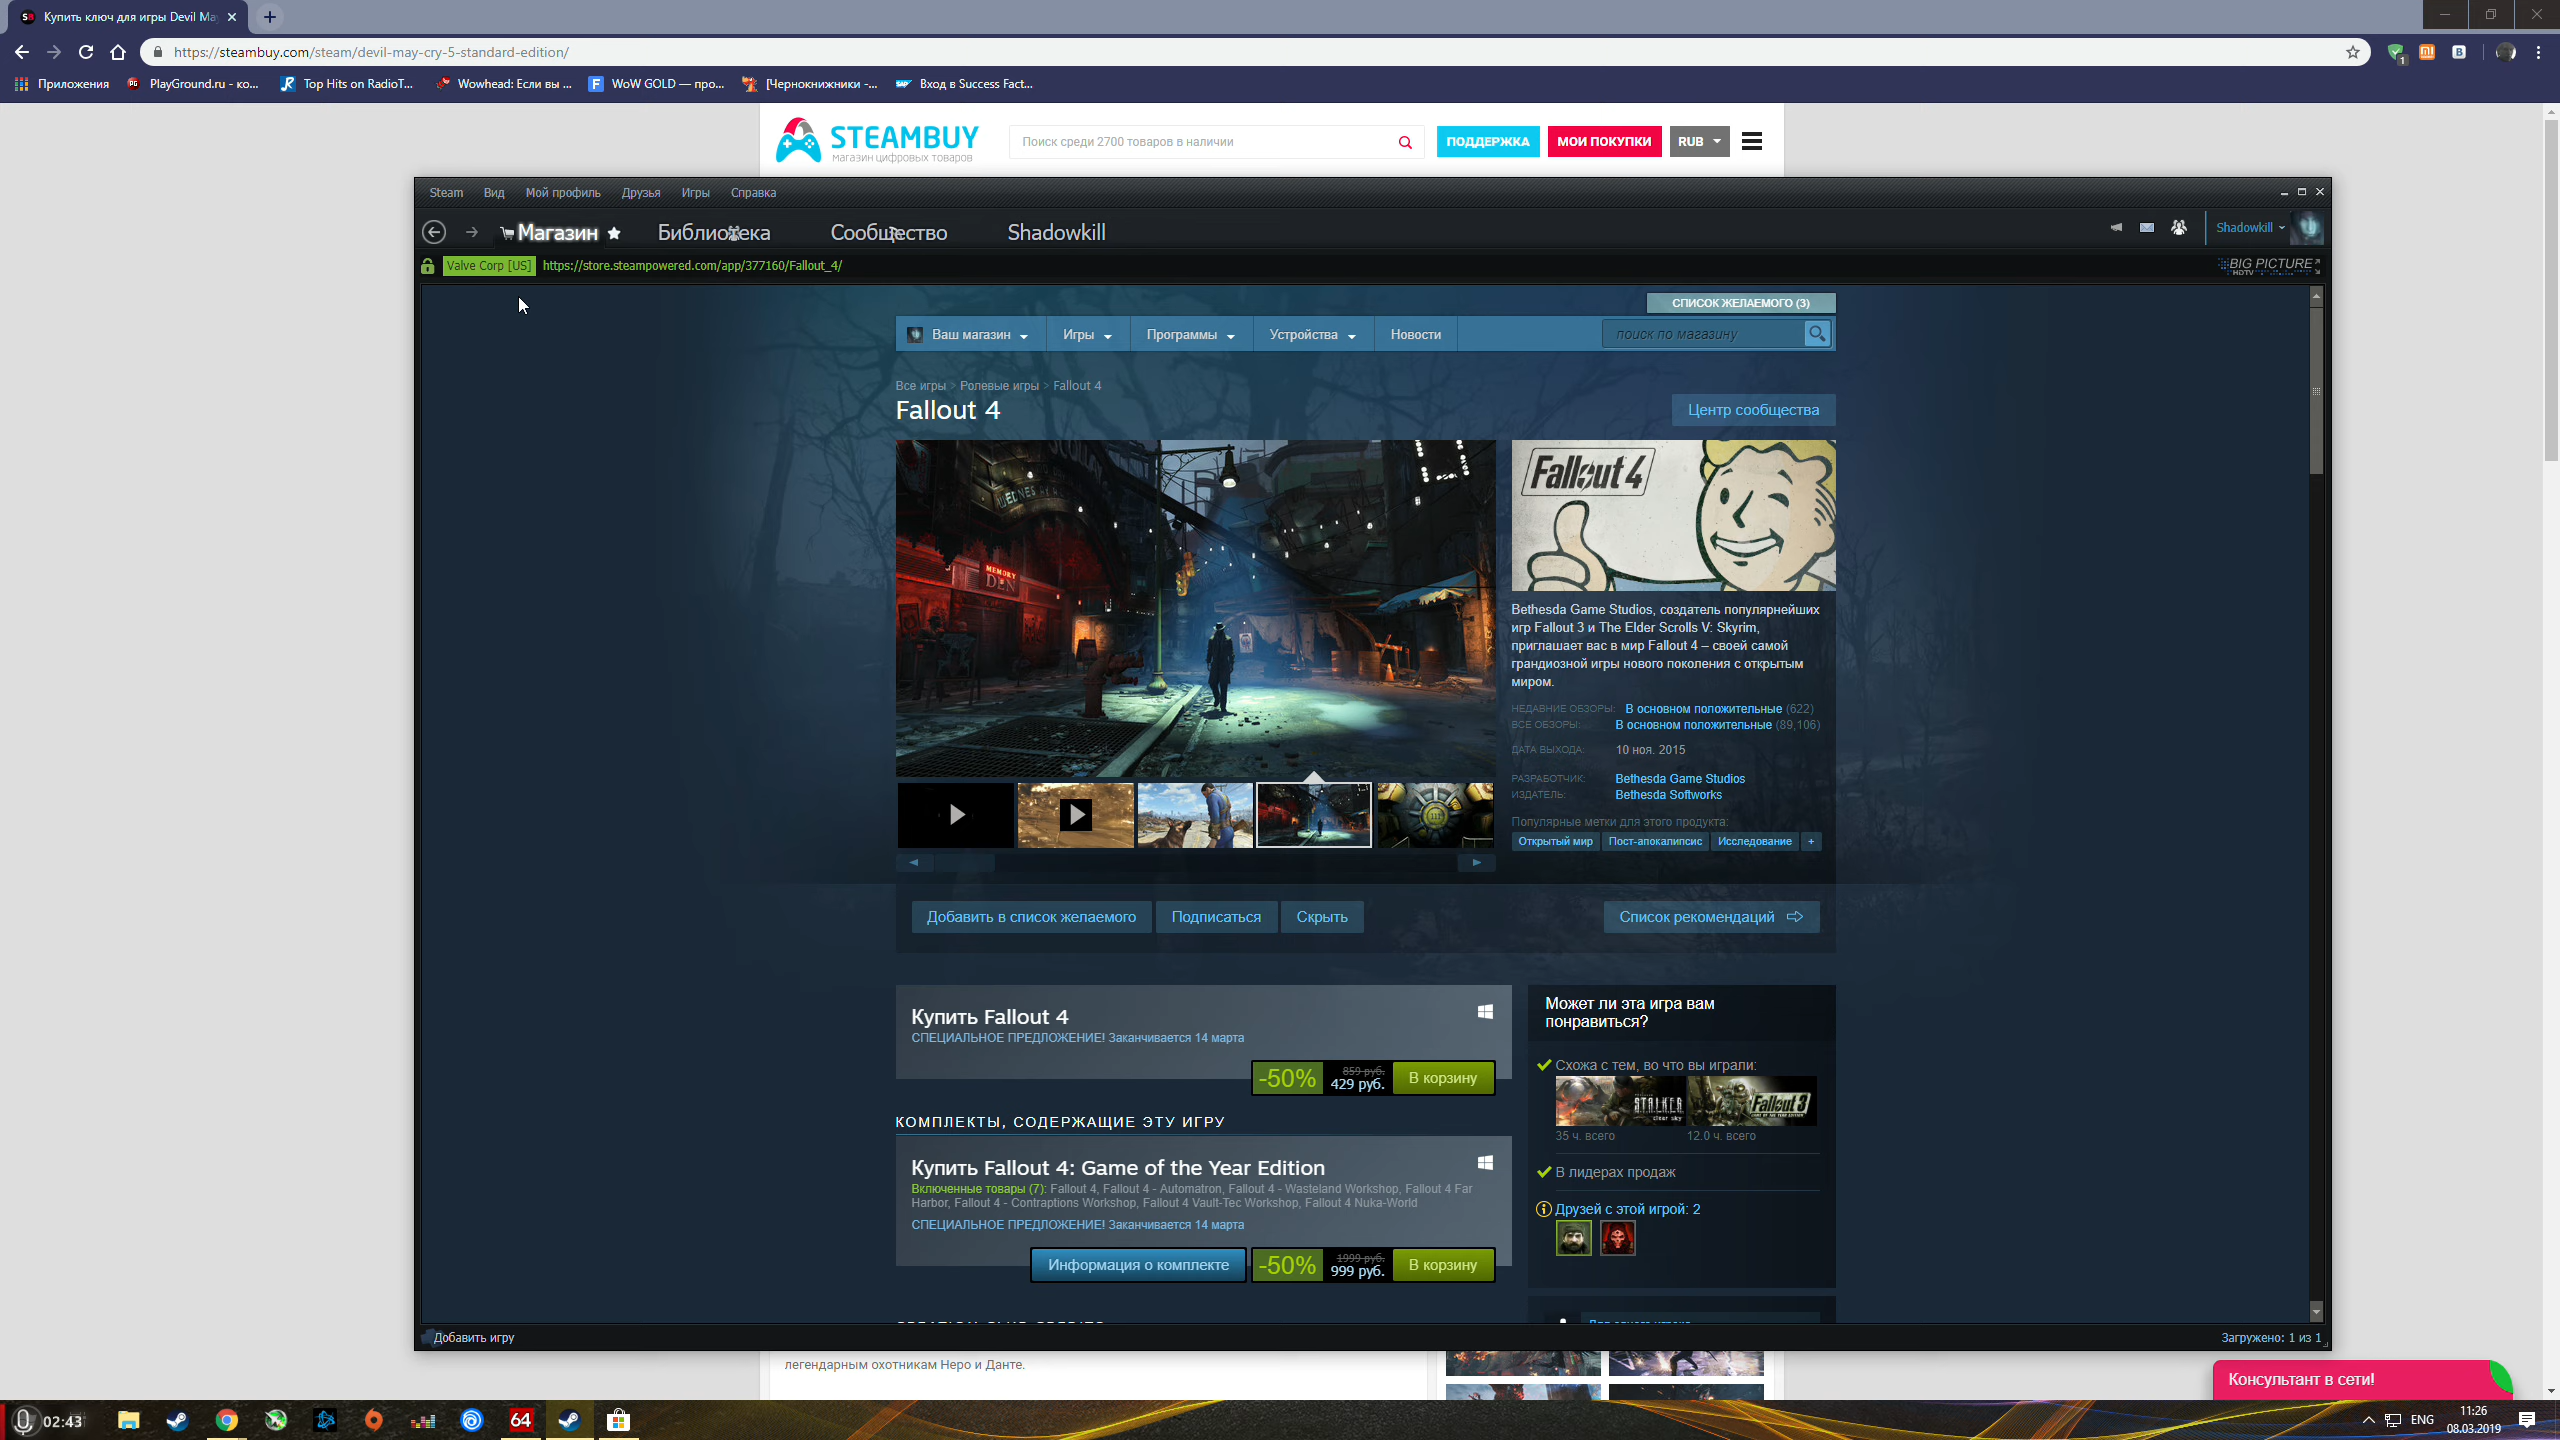 Купить ключ для игры Devil Ma
https://steambuy.com/steam/devil-may-cry-5-standard-edition/
Приложения
PlayGround.ru - ко...
Top Hits on RadioT...
Wowhead: Если вы ...
WoW GOLD — про...
[Чернокнижники -...
Вход в Success Fact...
STEAMBUY
магазин цифровых товаров
Поиск среди 2700 товаров в наличии
ПОДДЕРЖКА
МОИ ПОКУПКИ
RUB
Steam Вид Мой профиль Друзья Игры Справка
Магазин Библиотека Сообщество Shadowkill
Shadowkill
Valve Corp [US] https://store.steampowered.com/app/377160/Fallout_4/
BIG PICTURE
HDTV
СПИСОК ЖЕЛАЕМОГО (3)
Ваш магазин Игры Программы Устройства Новости
поиск по магазину
Все игры > Ролевые игры > Fallout 4
Fallout 4
Центр сообщества
MEMORY
DEN
Fallout 4
Bethesda Game Studios, создатель популярнейших
игр Fallout 3 и The Elder Scrolls V: Skyrim,
приглашает вас в мир Fallout 4 – своей самой
грандиозной игры нового поколения с открытым
миром.
НЕДАВНИЕ ОБЗОРЫ: В основном положительные (622)
ВСЕ ОБЗОРЫ: В основном положительные (89,106)
ДАТА ВЫХОДА: 10 ноя. 2015
РАЗРАБОТЧИК: Bethesda Game Studios
ИЗДАТЕЛЬ: Bethesda Softworks
Популярные метки для этого продукта:
Открытый мир Пост-апокалипсис Исследование +
Добавить в список желаемого Подписаться Скрыть
Список рекомендаций
Купить Fallout 4
СПЕЦИАЛЬНОЕ ПРЕДЛОЖЕНИЕ! Заканчивается 14 марта
-50% 859 руб. 429 руб. В корзину
КОМПЛЕКТЫ, СОДЕРЖАЩИЕ ЭТУ ИГРУ
Купить Fallout 4: Game of the Year Edition
Включенные товары (7): Fallout 4, Fallout 4 - Automatron, Fallout 4 - Wasteland Workshop, Fallout 4 Far
Harbor, Fallout 4 - Contraptions Workshop, Fallout 4 Vault-Tec Workshop, Fallout 4 Nuka-World
СПЕЦИАЛЬНОЕ ПРЕДЛОЖЕНИЕ! Заканчивается 14 марта
Информация о комплекте -50% 1999 руб. 999 руб. В корзину
Может ли эта игра вам
понравиться?
Схожа с тем, во что вы играли:
S.T.A.L.K.E.R.
clear sky
Fallout 3
35 ч. всего 12.0 ч. всего
В лидерах продаж
Друзей с этой игрой: 2
Добавить игру
Загружено: 1 из 1
легендарным охотникам Неро и Данте.
Консультант в сети!
02:43
64
ENG
11:26
08.03.2019